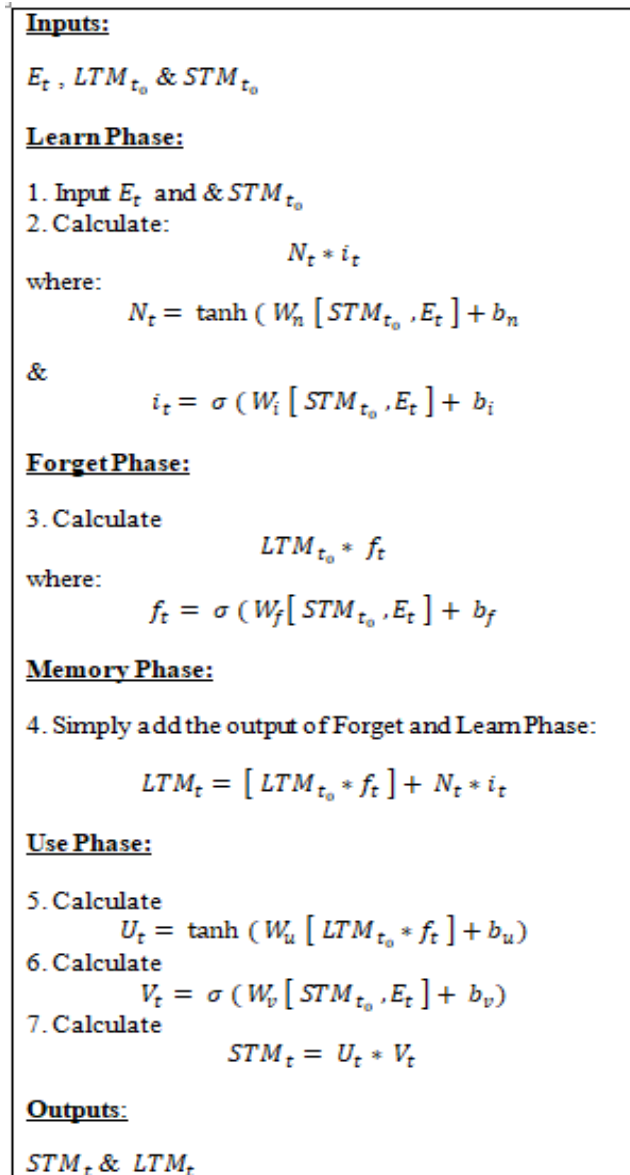 Inputs:
E_t , LTM_{t_o} & STM_{t_o}
Learn Phase:
1. Input E_t and & STM_{t_o}
2. Calculate:
N_t * i_t
where:
N_t = tanh ( W_n [ STM_{t_o} , E_t ] + b_n
&
i_t = σ ( W_i [ STM_{t_o} , E_t ] + b_i
Forget Phase:
3. Calculate
LTM_{t_o} * f_t
where:
f_t = σ ( W_f [ STM_{t_o} , E_t ] + b_f
Memory Phase:
4. Simply add the output of Forget and Learn Phase:
LTM_t = [ LTM_{t_o} * f_t ] + N_t * i_t
Use Phase:
5. Calculate
U_t = tanh ( W_u [ LTM_{t_o} * f_t ] + b_u)
6. Calculate
V_t = σ ( W_v [ STM_{t_o} , E_t ] + b_v)
7. Calculate
STM_t = U_t * V_t
Outputs:
STM_t & LTM_t